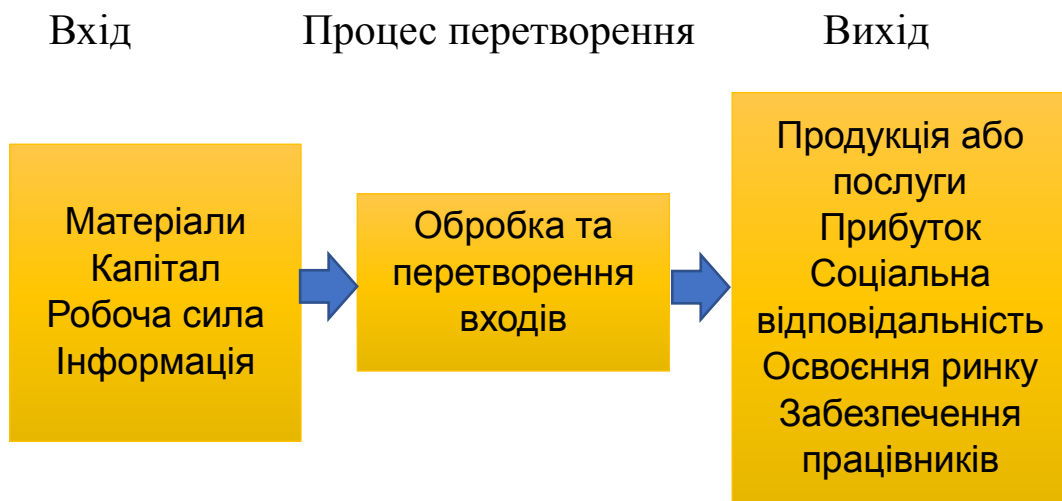 Вхід
Процес перетворення
Вихід
Матеріали
Капітал
Робоча сила
Інформація
Обробка та
перетворення
входів
Продукція або
послуги
Прибуток
Соціальна
відповідальність
Освоєння ринку
Забезпечення
працівників